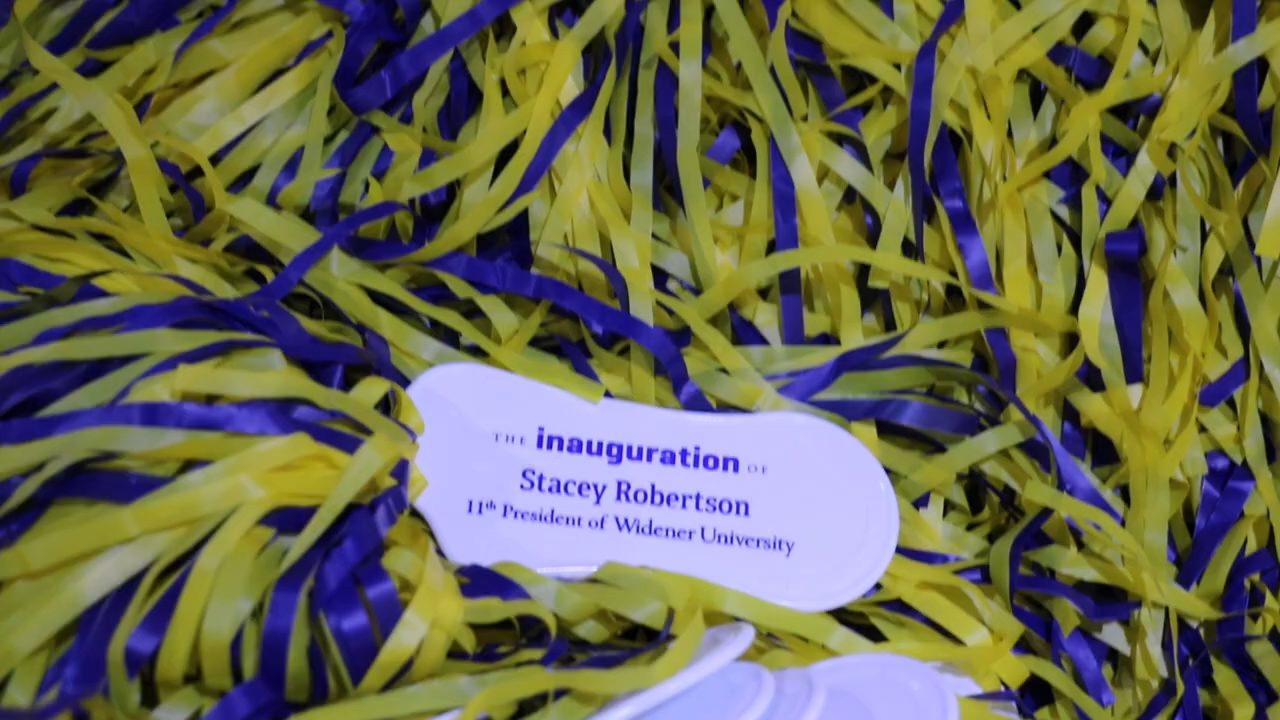 THE inauguration OF
Stacey Robertson
11th President of Widener University